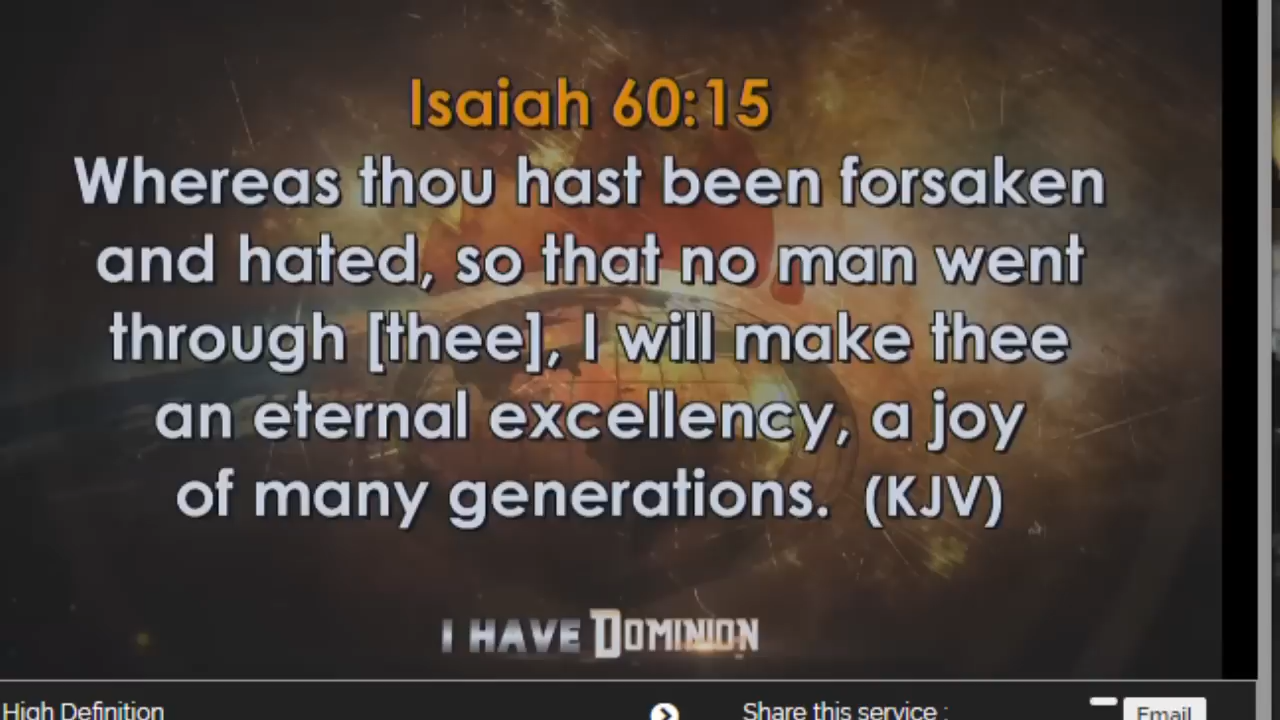 Isaiah 60:15
Whereas thou hast been forsaken
and hated, so that no man went
through [thee], I will make thee
an eternal excellency, a joy
of many generations. (KJV)
I HAVE DOMINION
High Definition
Share this service :
Email